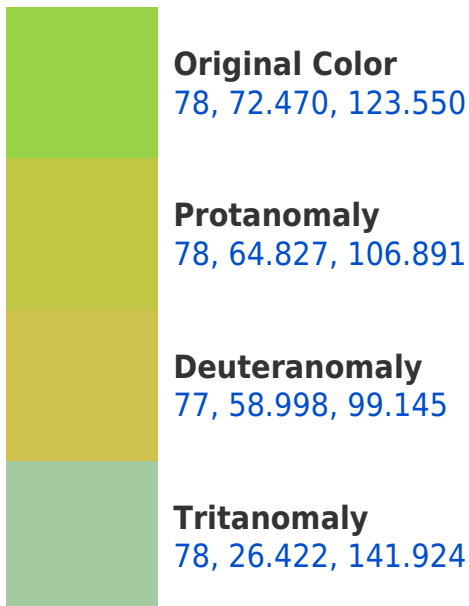 Original Color
78, 72.470, 123.550
Protanomaly
78, 64.827, 106.891
Deuteranomaly
77, 58.998, 99.145
Tritanomaly
78, 26.422, 141.924